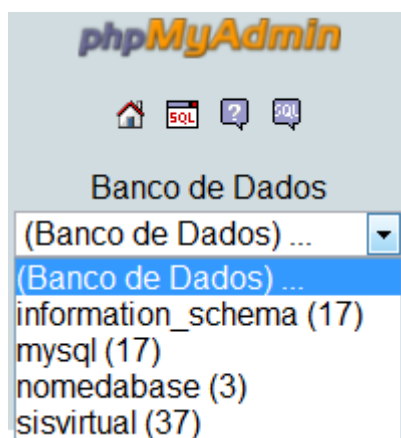 phpMyAdmin
SQL ? SQL
Banco de Dados
(Banco de Dados) ...
(Banco de Dados) ...
information_schema (17)
mysql (17)
nomedabase (3)
sisvirtual (37)